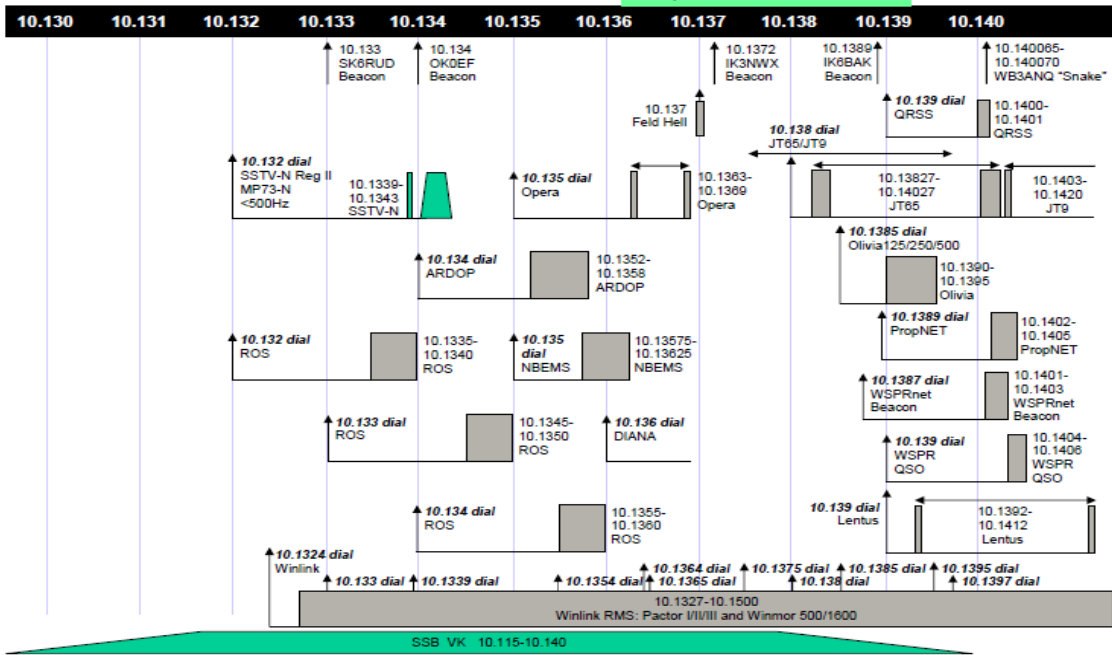 10.130 10.131 10.132 10.133 10.134 10.135 10.136 10.137 10.138 10.139 10.140
10.133
SK6RUD
Beacon
10.134
OK0EF
Beacon
10.1372
IK3NWX
Beacon
10.1389
IK6BAK
Beacon
10.140065-
10.140070
WB3ANQ "Snake"
10.137
Feld Hell
10.139 dial
QRSS
10.1400-
10.1401
QRSS
10.138 dial
JT65/JT9
10.132 dial
SSTV-N Reg II
MP73-N
<500Hz
10.1339-
10.1343
SSTV-N
10.135 dial
Opera
10.1363-
10.1369
Opera
10.13827-
10.14027
JT65
10.1403-
10.1420
JT9
10.134 dial
ARDOP
10.1352-
10.1358
ARDOP
10.1385 dial
Olivia125/250/500
10.1390-
10.1395
Olivia
10.132 dial
ROS
10.1335-
10.1340
ROS
10.135
dial
NBEMS
10.13575-
10.13625
NBEMS
10.1389 dial
PropNET
10.1402-
10.1405
PropNET
10.1387 dial
WSPRnet
Beacon
10.1401-
10.1403
WSPRnet
Beacon
10.133 dial
ROS
10.1345-
10.1350
ROS
10.136 dial
DIANA
10.139 dial
WSPR
QSO
10.1404-
10.1406
WSPR
QSO
10.134 dial
ROS
10.1355-
10.1360
ROS
10.139 dial
Lentus
10.1392-
10.1412
Lentus
10.1324 dial
Winlink
10.133 dial
10.1339 dial
10.1354 dial
10.1364 dial
10.1365 dial
10.1375 dial
10.138 dial
10.1385 dial
10.1395 dial
10.1397 dial
10.1327-10.1500
Winlink RMS: Pactor I/II/III and Winmor 500/1600
SSB VK 10.115-10.140